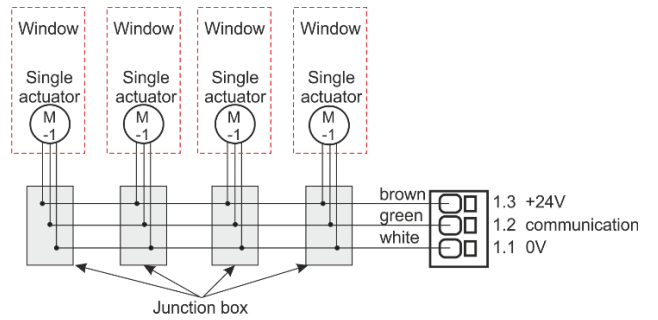 Window Window Window Window
Single Single Single Single
actuator actuator actuator actuator
M M M M
-1 -1 -1 -1
brown 1.3 +24V
green 1.2 communication
white 1.1 0V
Junction box